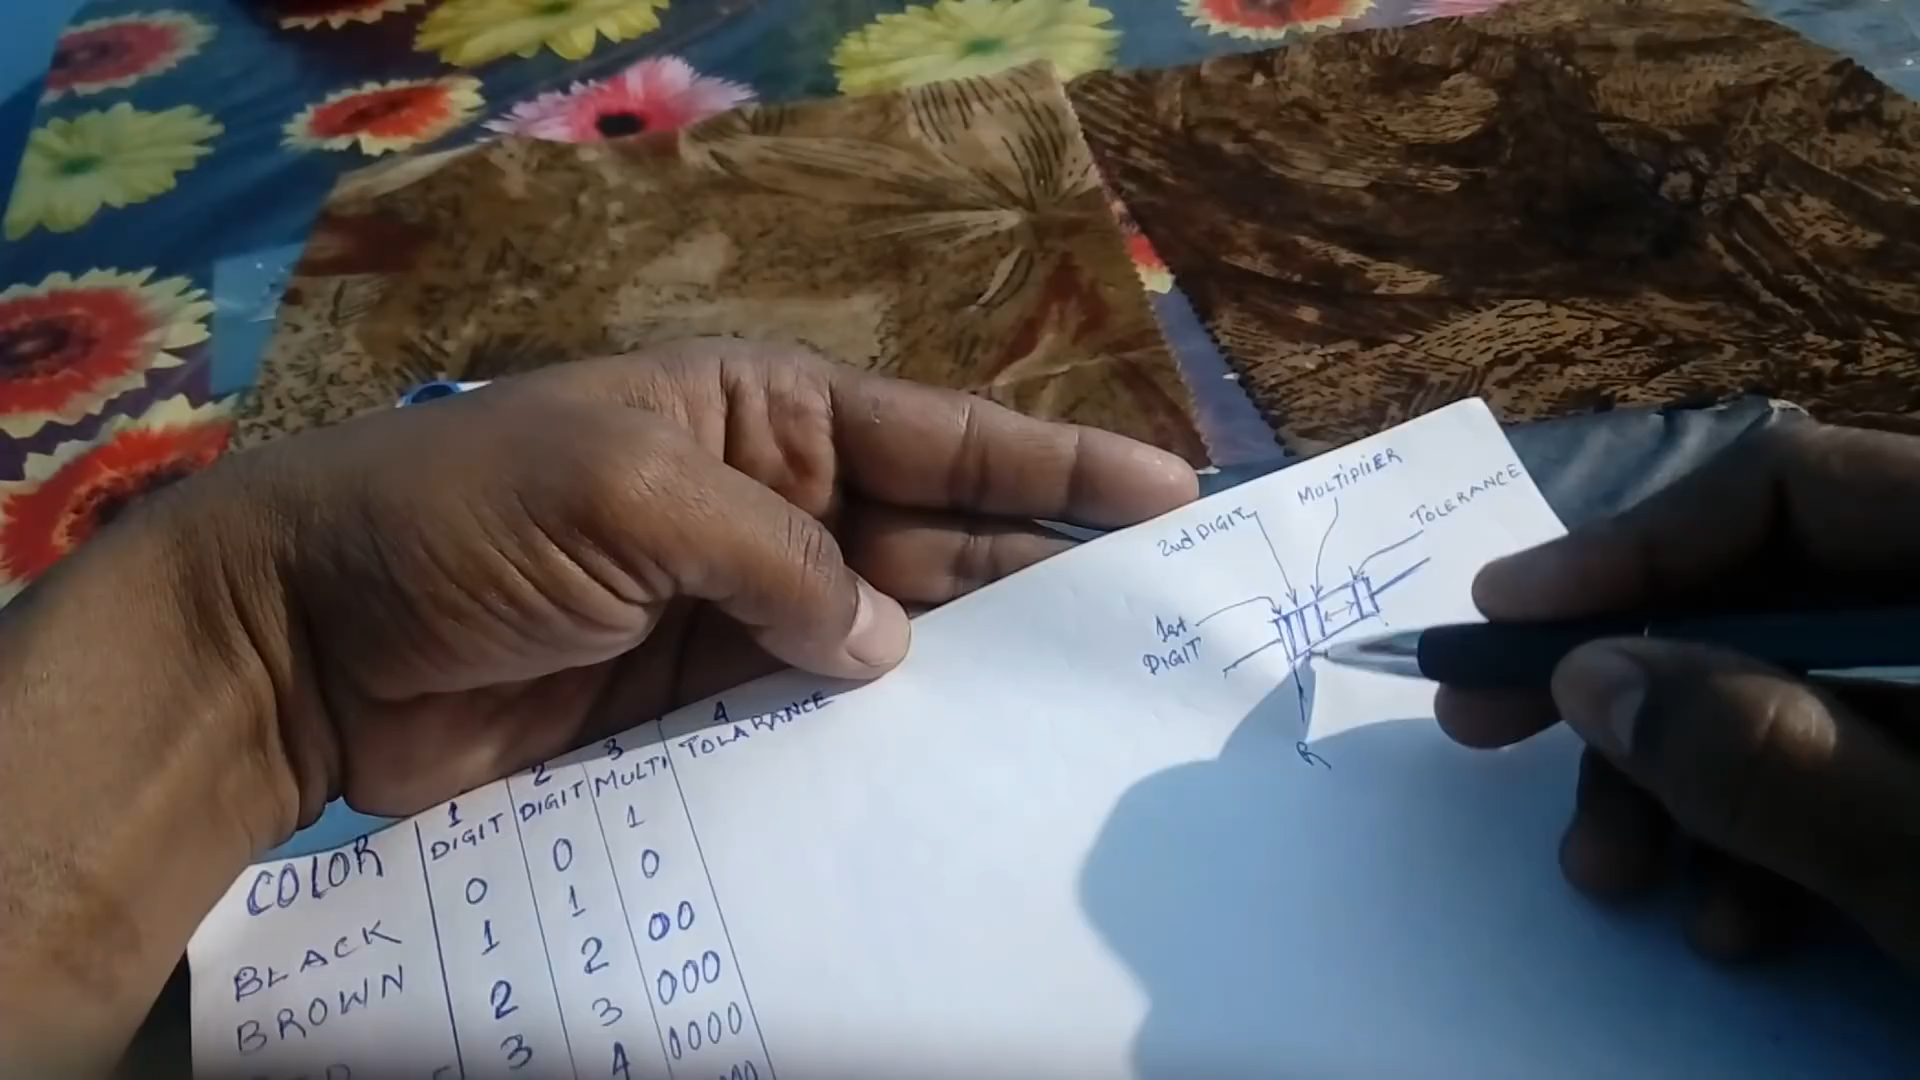 MULTIPLIER
2nd DIGIT
TOLERANCE
1st
DIGIT
R
1 2 3 4
COLOR DIGIT DIGIT MULTI TOLARANCE
BLACK 0 0 1
BROWN 1 1 0
2 2 00
3 3 000
4 0000